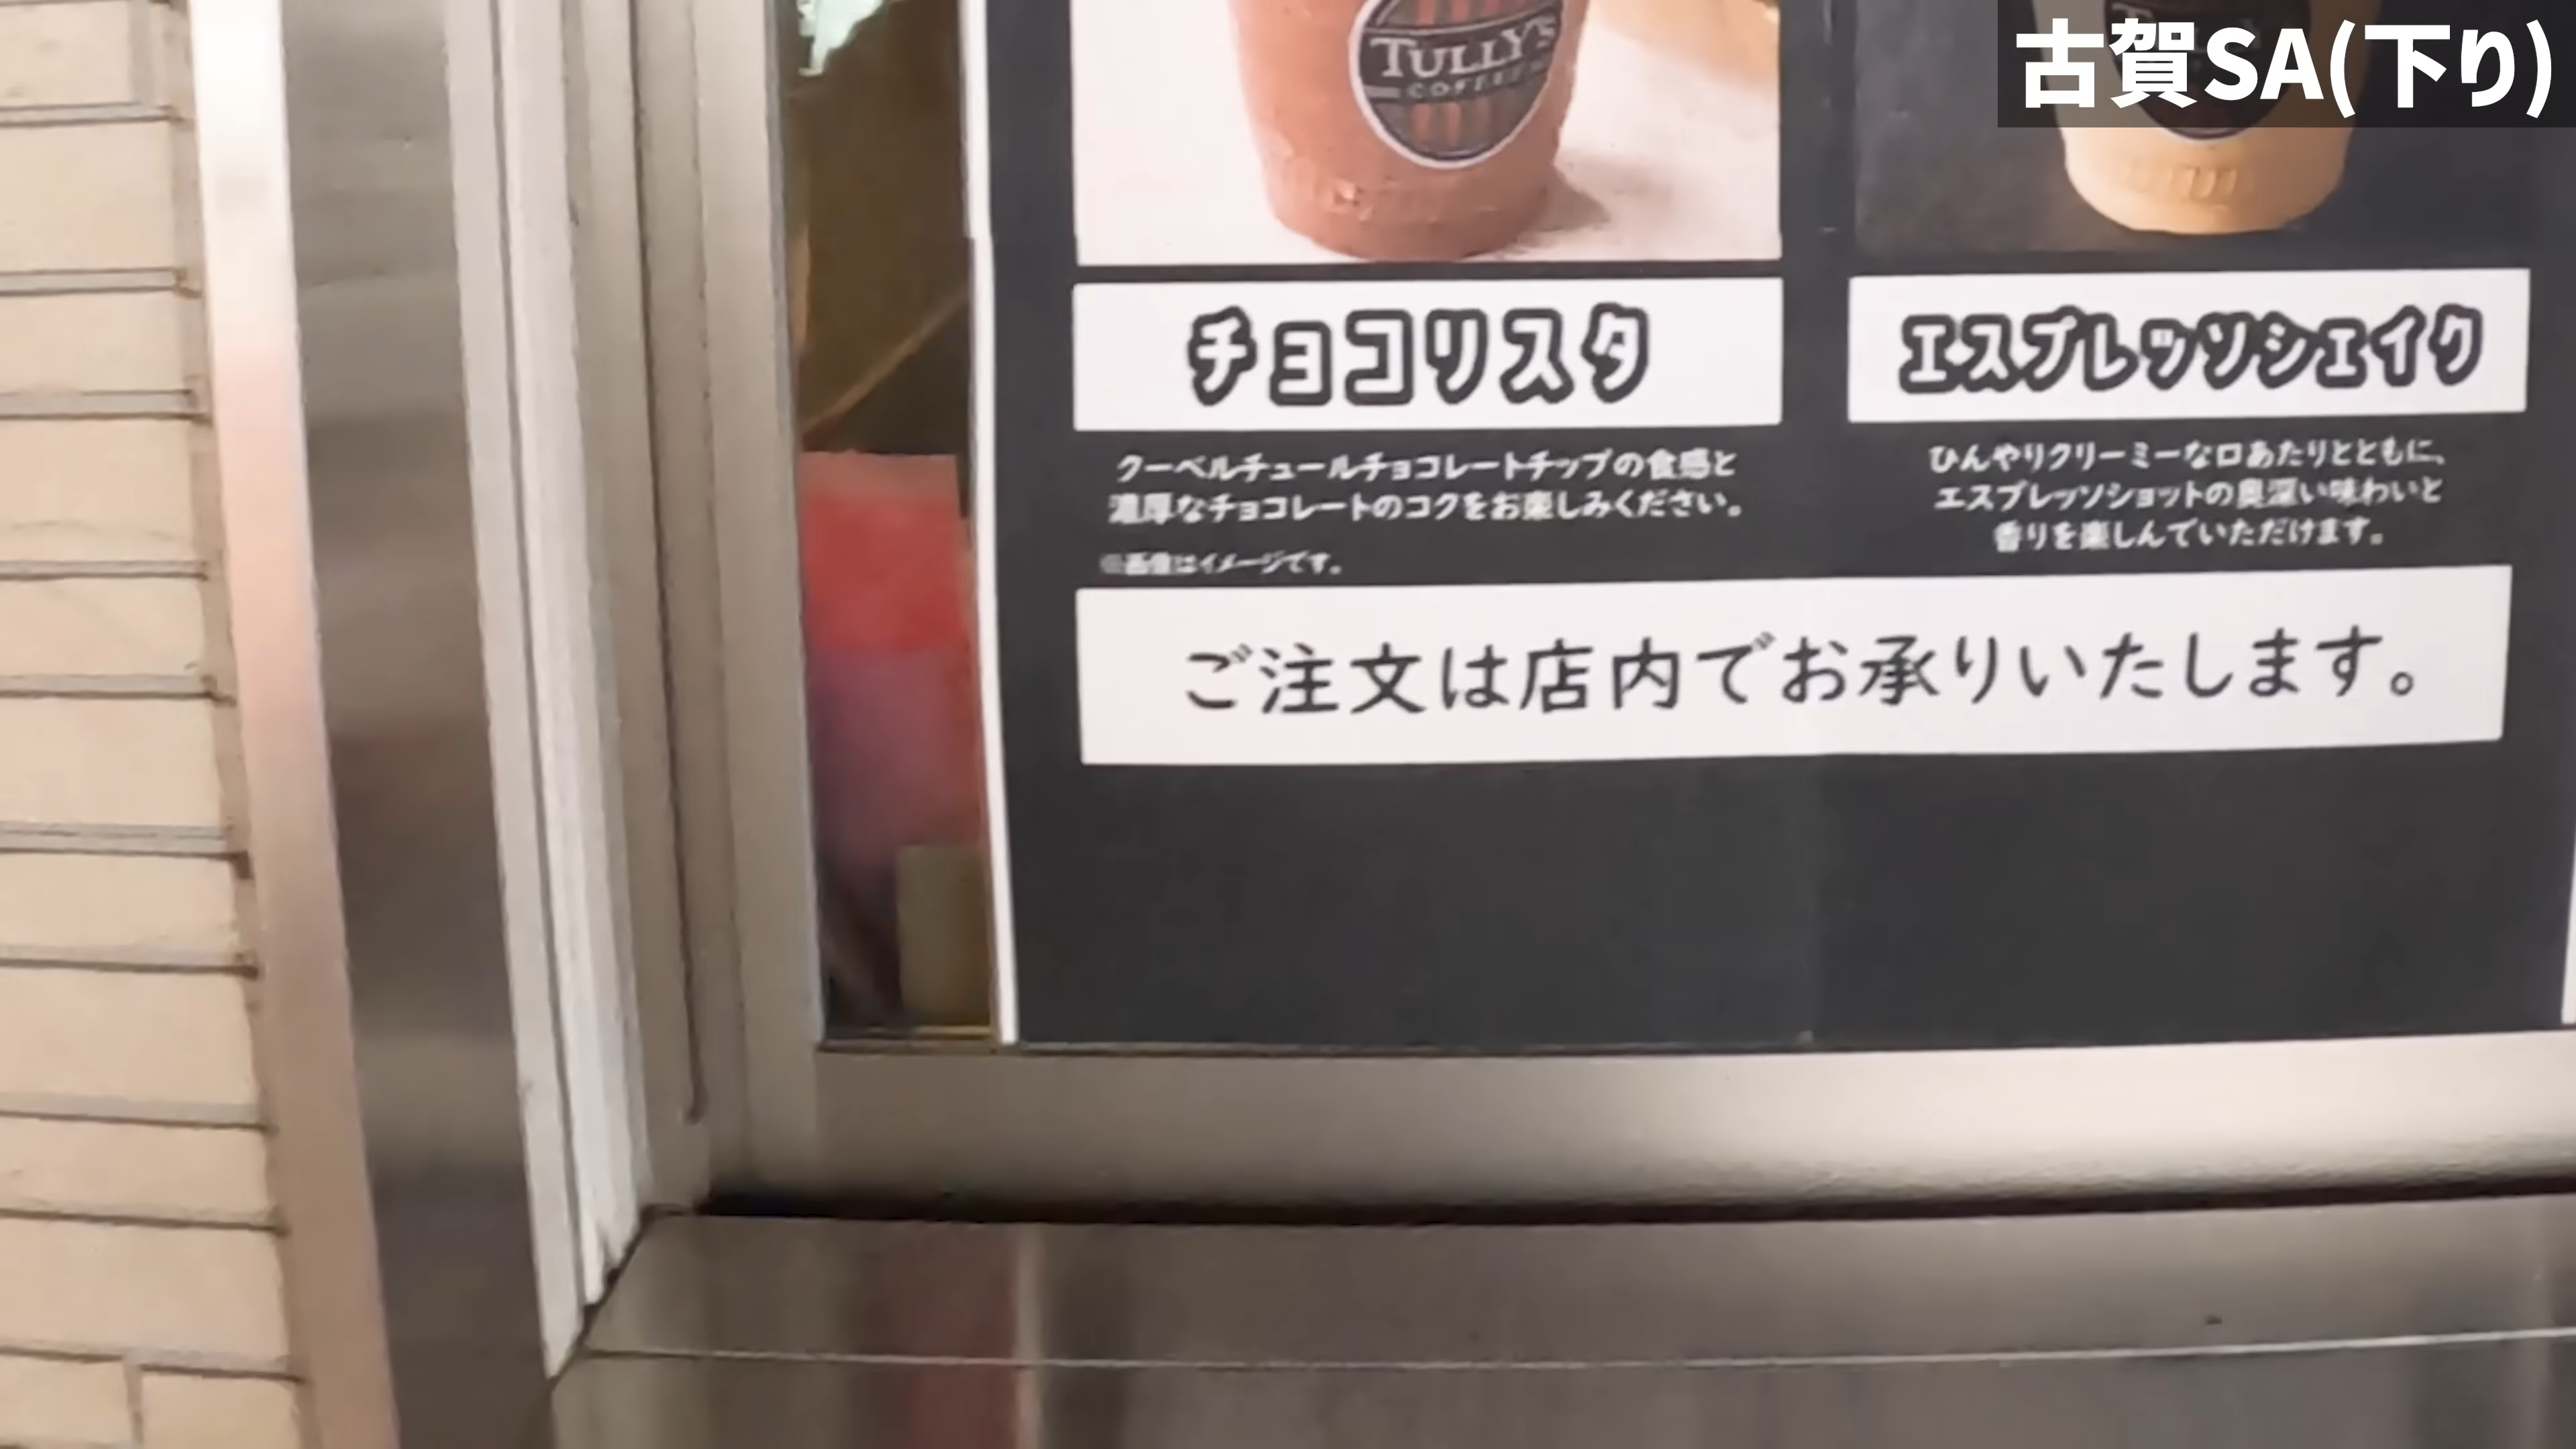 古賀SA(下り)
TULLY'S
COFFEE
チョコリスタ
クーベルチュールチョコレートチップの食感と
濃厚なチョコレートのコクをお楽しみください。
※画像はイメージです。
エスプレッソシェイク
ひんやりクリーミーな口あたりとともに、
エスプレッソショットの奥深い味わいと
香りを楽しんでいただけます。
ご注文は店内でお承りいたします。